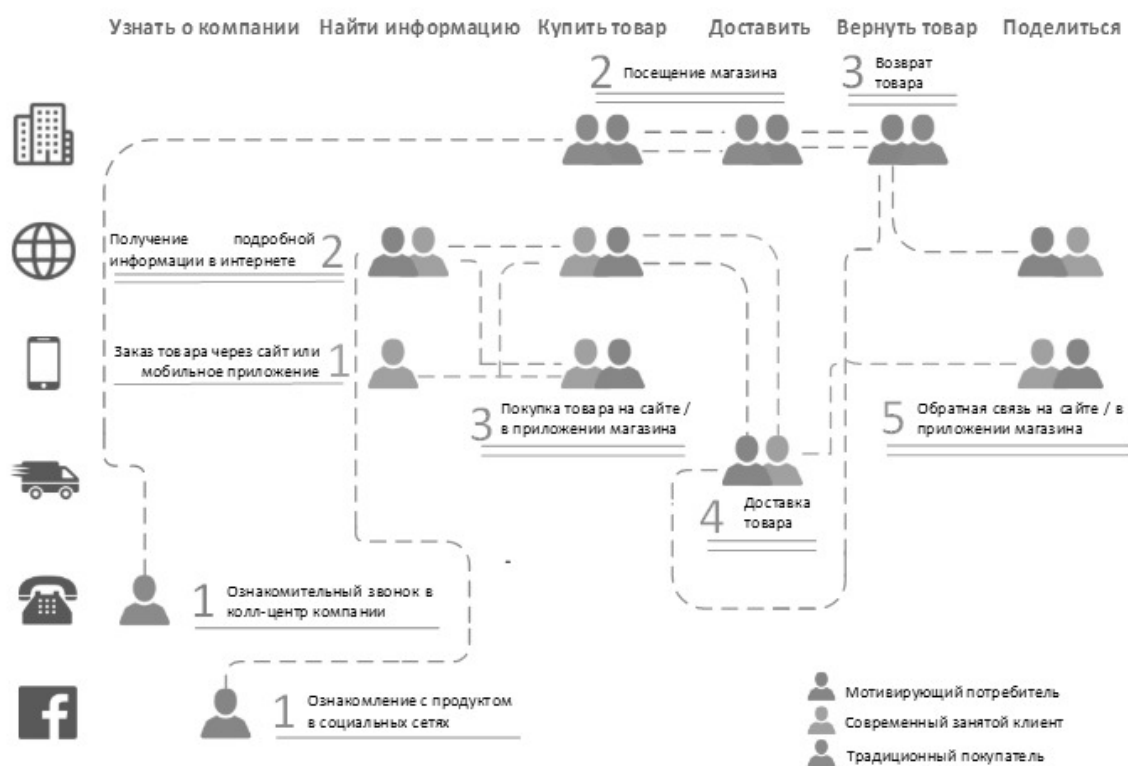 Узнать о компании Найти информацию Купить товар Доставить Вернуть товар Поделиться
2 Посещение магазина
3 Возврат
товара
Получение подробной
информации в интернете 2
Заказ товара через сайт или
мобильное приложение 1
3 Покупка товара на сайте /
в приложении магазина
5 Обратная связь на сайте / в
приложении магазина
4 Доставка
товара
1 Ознакомительный звонок в
колл-центр компании
1 Ознакомление с продуктом
в социальных сетях
Мотивирующий потребитель
Современный занятой клиент
Традиционный покупатель